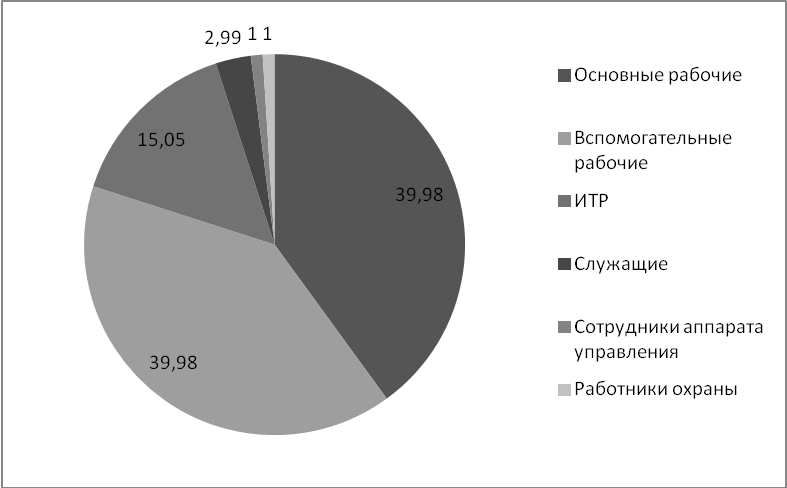 2,99 1 1
15,05
39,98
39,98
Основные рабочие
Вспомогательные
рабочие
ИТР
Служащие
Сотрудники аппарата
управления
Работники охраны